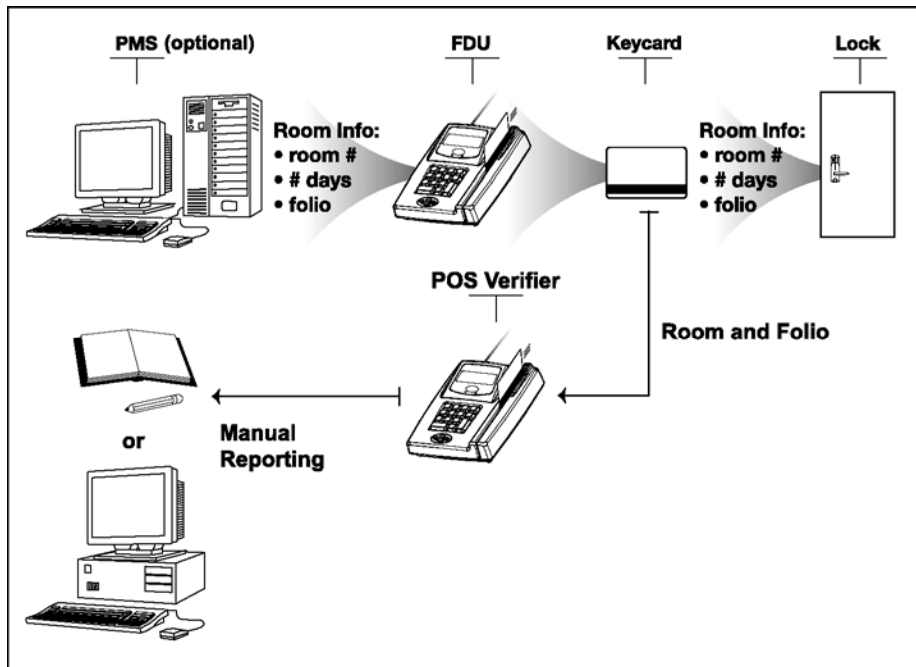 PMS (optional)
FDU
Keycard
Lock
Room Info:
• room #
• # days
• folio
Room Info:
• room #
• # days
• folio
POS Verifier
Room and Folio
Manual
Reporting
or